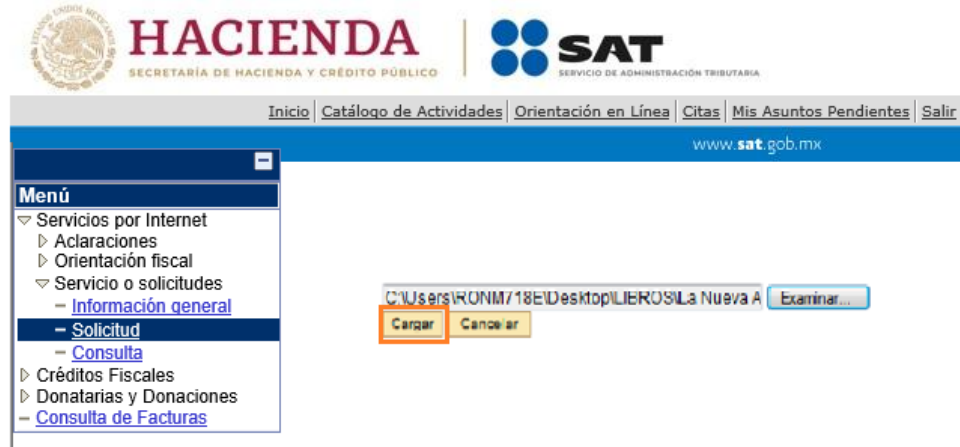 HACIENDA
SECRETARÍA DE HACIENDA Y CRÉDITO PÚBLICO
SAT
SERVICIO DE ADMINISTRACIÓN TRIBUTARIA
Inicio Catálogo de Actividades Orientación en Línea Citas Mis Asuntos Pendientes Salir
www.sat.gob.mx
Menú
Servicios por Internet
Aclaraciones
Orientación fiscal
Servicio o solicitudes
Información general
Solicitud
Consulta
Créditos Fiscales
Donatarias y Donaciones
Consulta de Facturas
C:\Users\RONM718E\Desktop\LIBROS\La Nueva A Examinar...
Cargar Cancelar